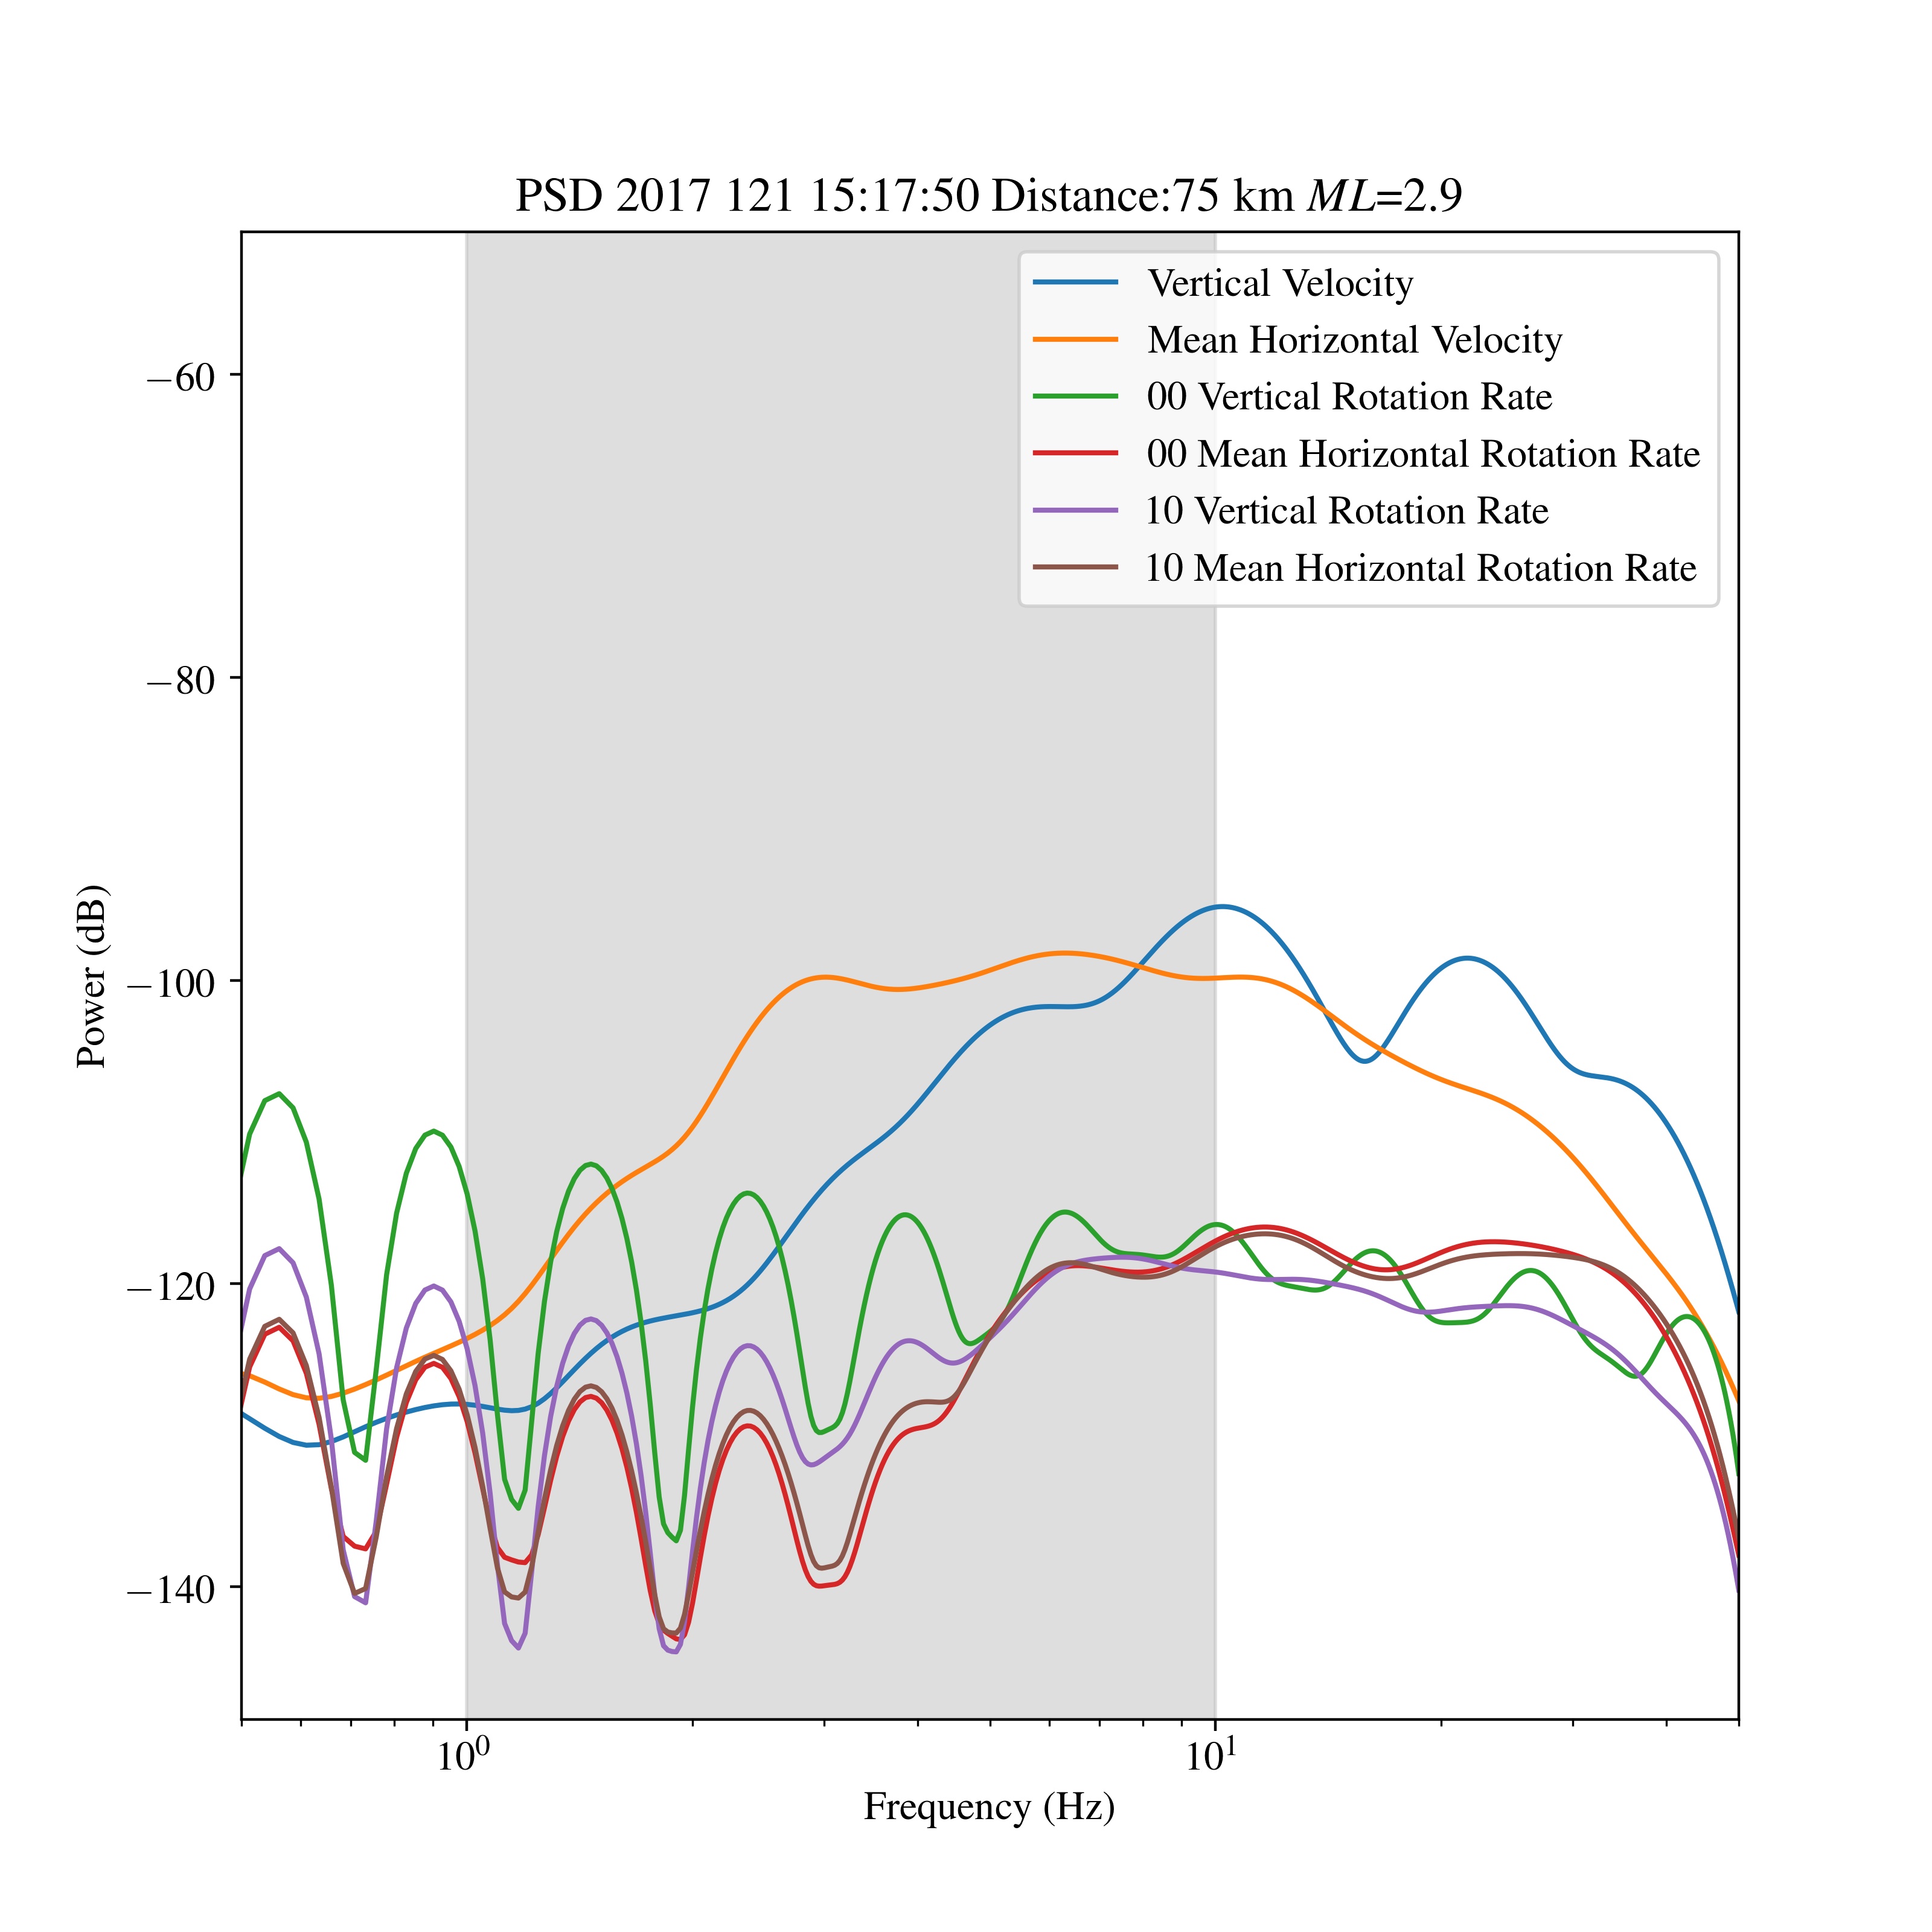 PSD 2017 121 15:17:50 Distance:75 km ML=2.9
Vertical Velocity
Mean Horizontal Velocity
00 Vertical Rotation Rate
00 Mean Horizontal Rotation Rate
10 Vertical Rotation Rate
10 Mean Horizontal Rotation Rate
−60
−80
−100
−120
−140
Power (dB)
10⁰ 10¹
Frequency (Hz)